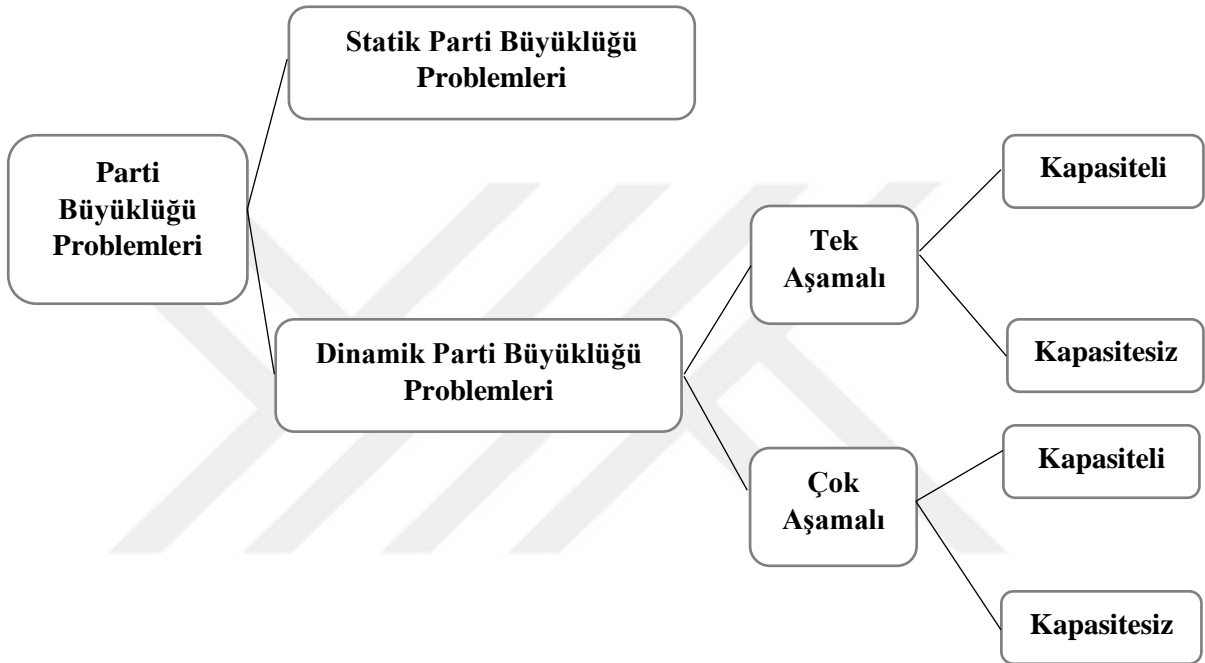 Statik Parti Büyüklüğü
Problemleri
Parti
Büyüklüğü
Problemleri
Dinamik Parti Büyüklüğü
Problemleri
Tek
Aşamalı
Kapasiteli
Kapasitesiz
Çok
Aşamalı
Kapasiteli
Kapasitesiz